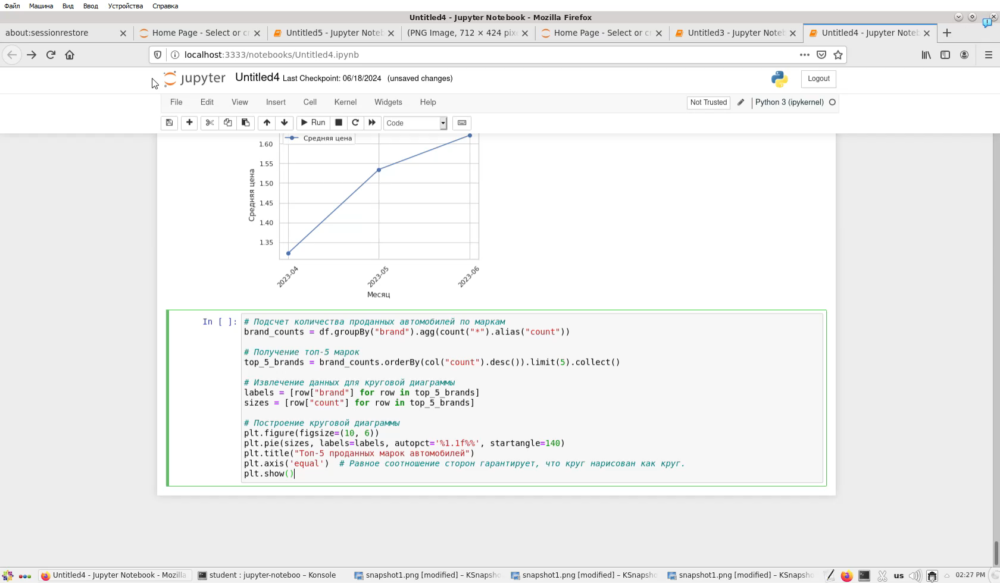 Файл Машина Вид Ввод Устройства Справка
Untitled4 - Jupyter Notebook - Mozilla Firefox
about:sessionrestore
Home Page - Select or c
Untitled5 - Jupyter Noteb
(PNG Image, 712 × 424 pix
Home Page - Select or c
Untitled3 - Jupyter Noteb
Untitled4 - Jupyter Noteb
localhost:3333/notebooks/Untitled4.ipynb
jupyter Untitled4 Last Checkpoint: 06/18/2024 (unsaved changes)
Logout
File Edit View Insert Cell Kernel Widgets Help
Not Trusted
Python 3 (ipykernel)
Run
Code
Средняя цена
1.60
1.55
1.50
1.45
1.40
1.35
Средняя цена
2023-04
2023-05
2023-06
Месяц
In [ ]:
# Подсчет количества проданных автомобилей по маркам
brand_counts = df.groupBy("brand").agg(count("*").alias("count"))
# Получение топ-5 марок
top_5_brands = brand_counts.orderBy(col("count").desc()).limit(5).collect()
# Извлечение данных для круговой диаграммы
labels = [row["brand"] for row in top_5_brands]
sizes = [row["count"] for row in top_5_brands]
# Построение круговой диаграммы
plt.figure(figsize=(10, 6))
plt.pie(sizes, labels=labels, autopct='%1.1f%%', startangle=140)
plt.title("Топ-5 проданных марок автомобилей")
plt.axis('equal')  # Равное соотношение сторон гарантирует, что круг нарисован как круг.
plt.show()
Untitled4 - Jupyter Notebook - Mozilla
student : jupyter-noteboo – Konsole
snapshot1.png [modified] – KSnapsho
snapshot1.png [modified] – KSnapsho
snapshot1.png [modified] – KSnapsho
us
02:27 PM